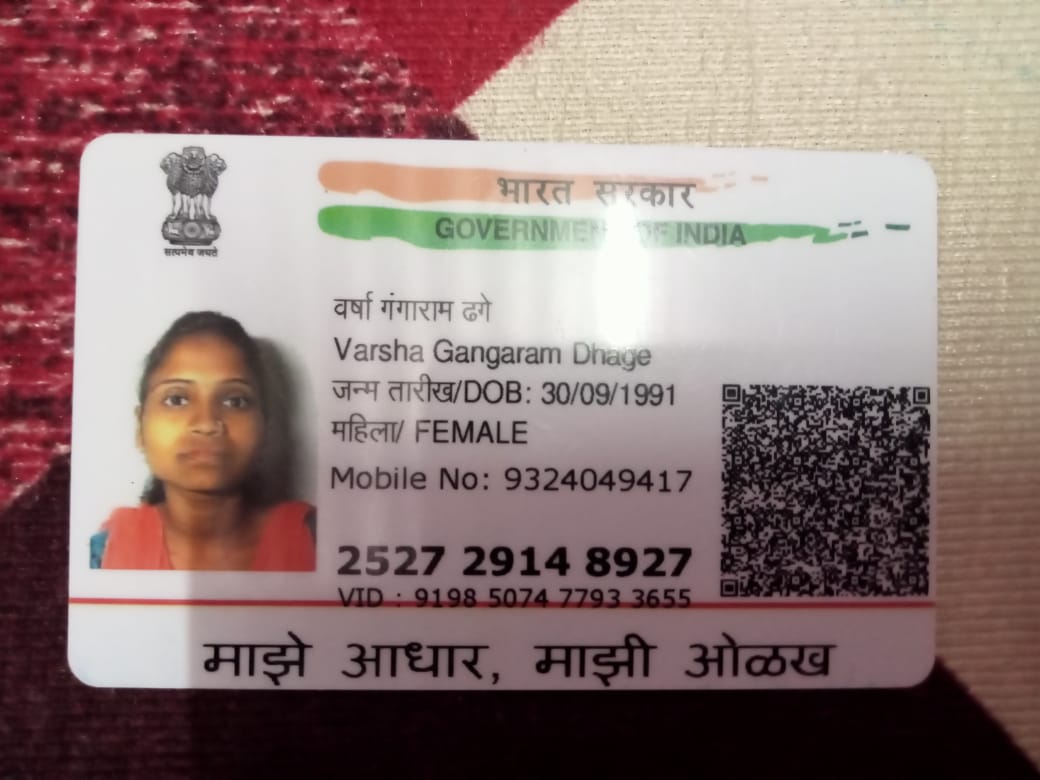 सत्यमेव जयते
भारत सरकार
GOVERNMENT OF INDIA
वर्षा गंगाराम ढगे
Varsha Gangaram Dhage
जन्म तारीख/DOB: 30/09/1991
महिला/ FEMALE
Mobile No: 9324049417
2527 2914 8927
VID : 9198 5074 7793 3655
माझे आधार, माझी ओळख